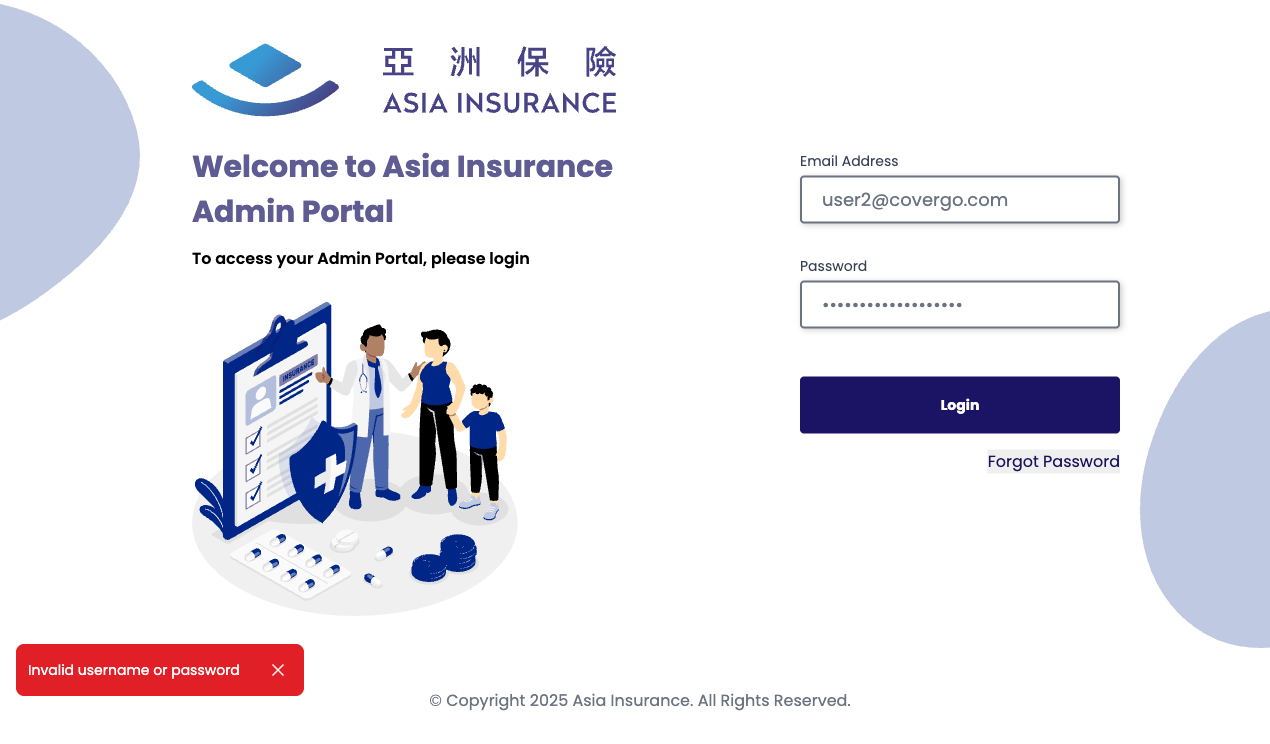 亞洲保險
ASIA INSURANCE
Welcome to Asia Insurance
Admin Portal
To access your Admin Portal, please login
INSURANCE
Email Address
user2@covergo.com
Password
•••••••••••••••••••
Login
Forgot Password
Invalid username or password
© Copyright 2025 Asia Insurance. All Rights Reserved.